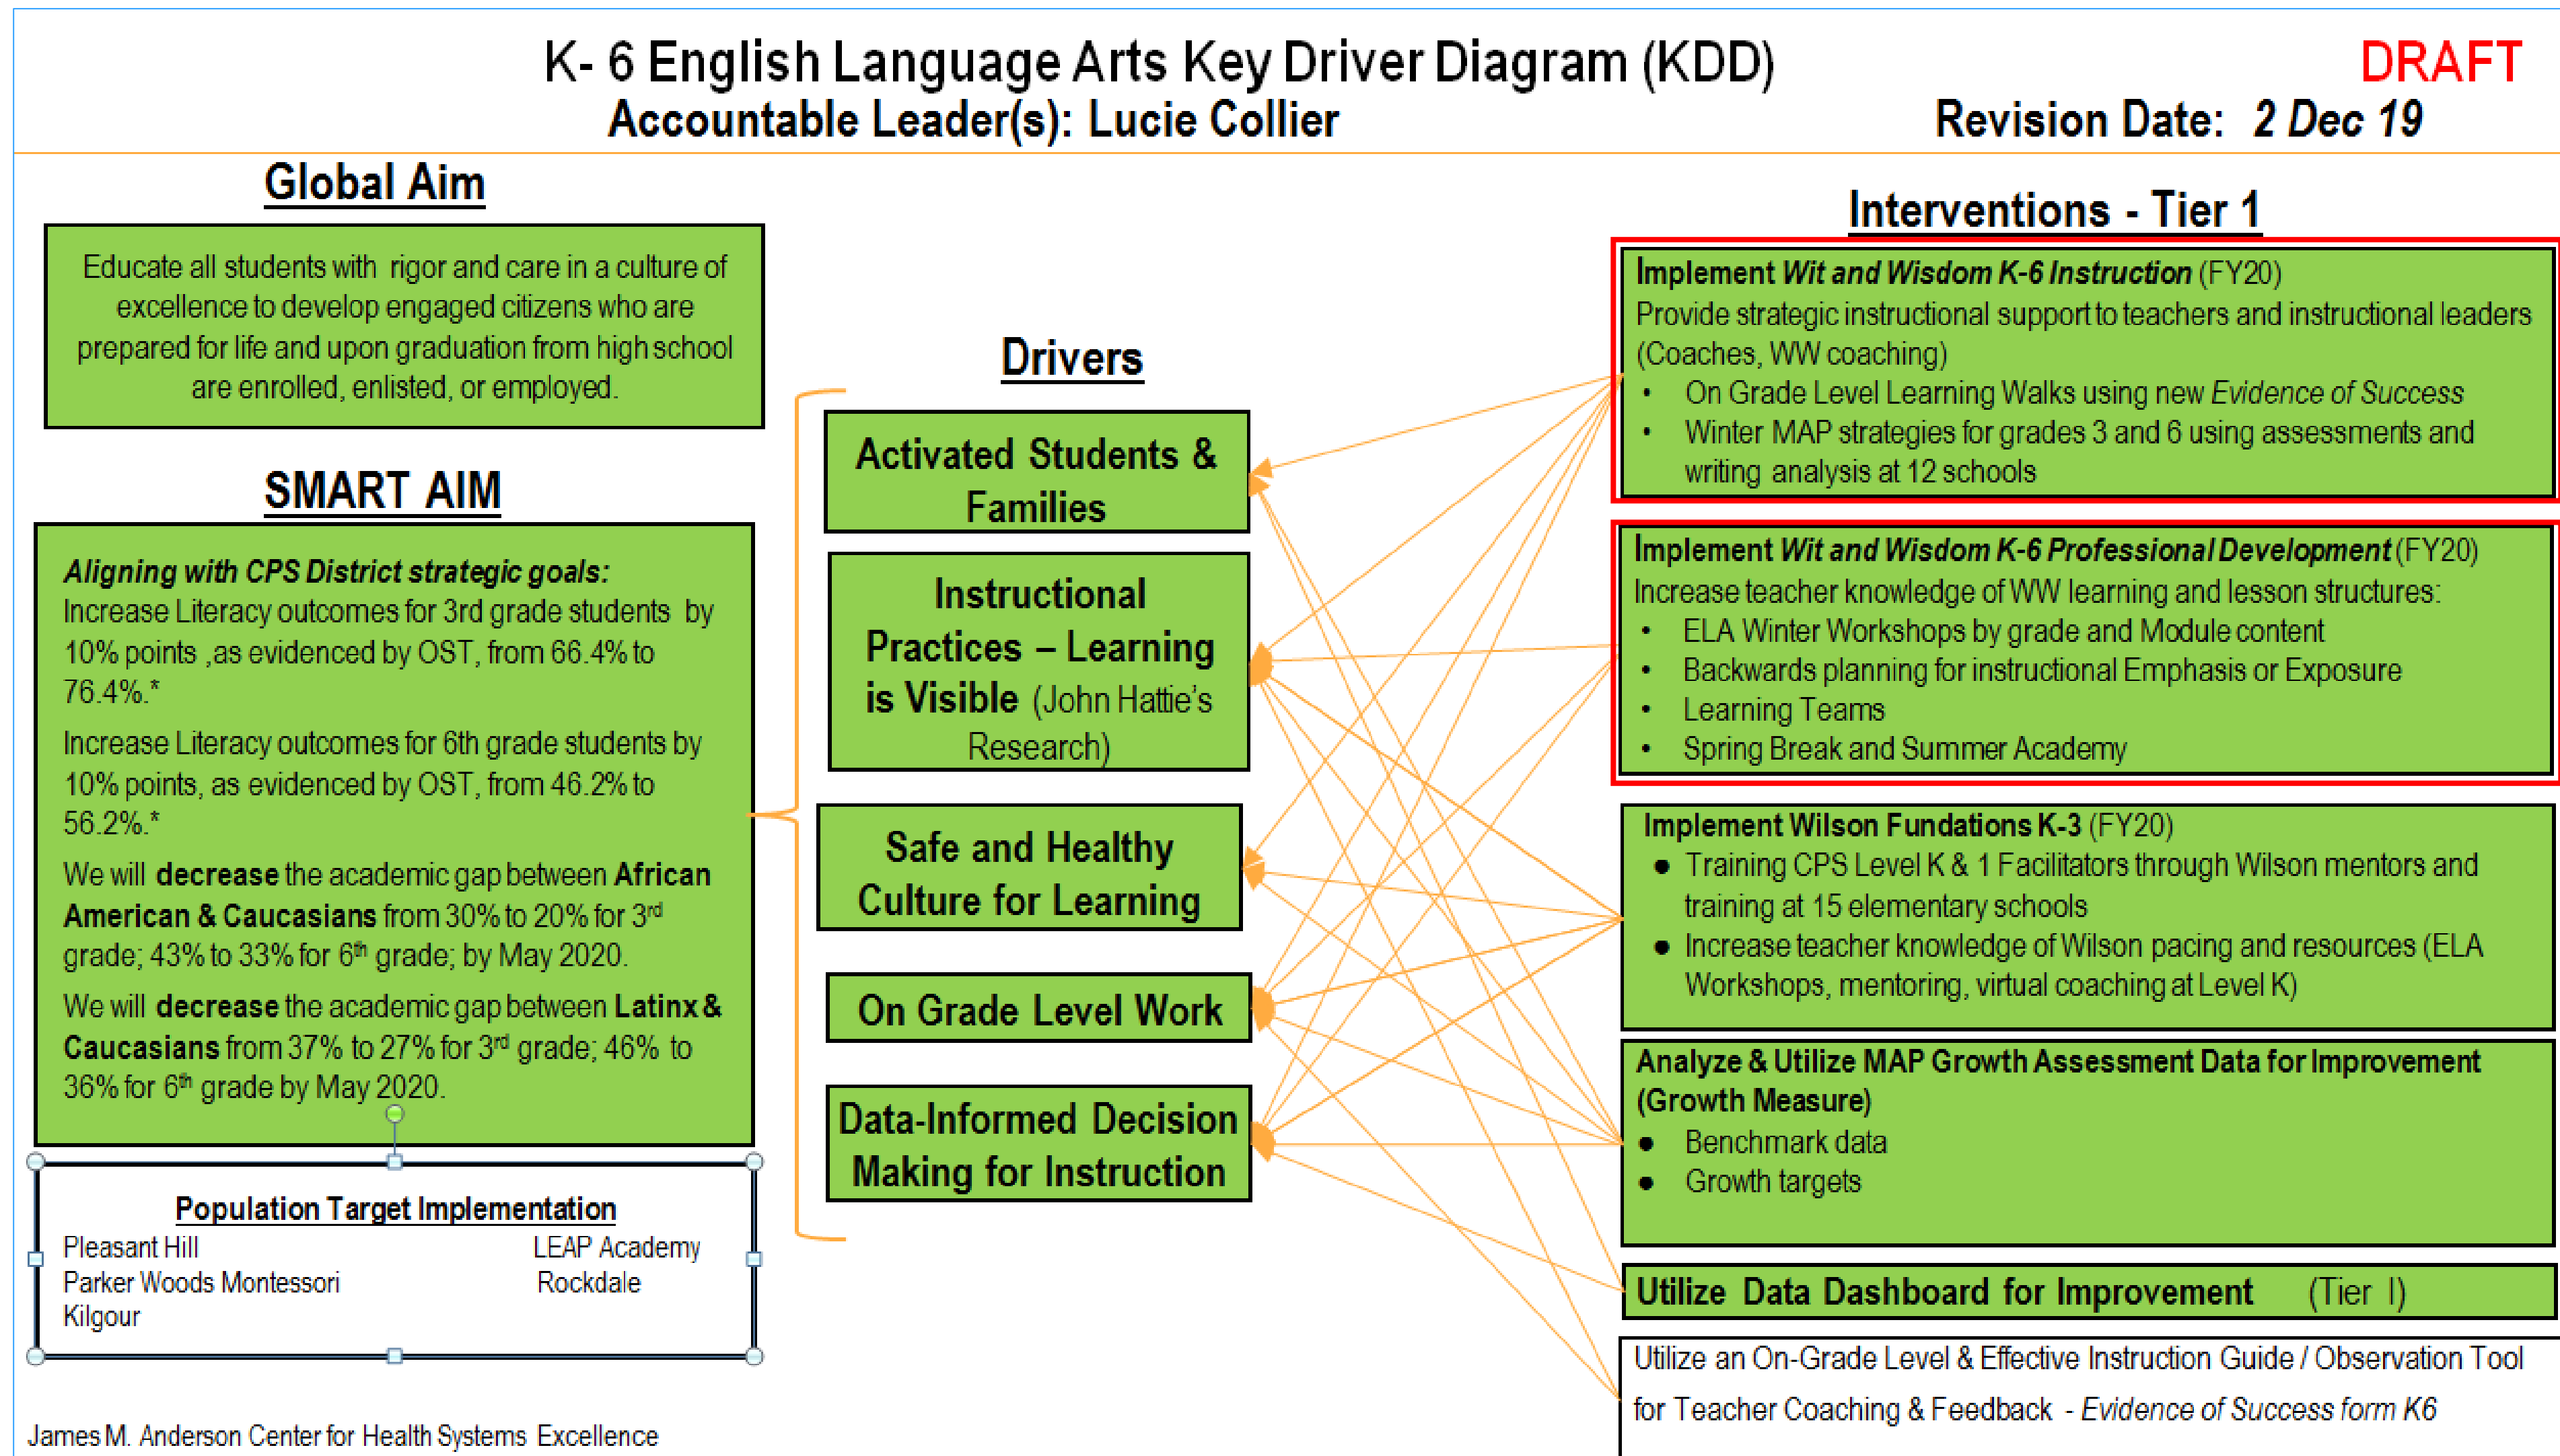 K- 6 English Language Arts Key Driver Diagram (KDD)
DRAFT
Accountable Leader(s): Lucie Collier
Revision Date: 2 Dec 19
Global Aim
Educate all students with rigor and care in a culture of
excellence to develop engaged citizens who are
prepared for life and upon graduation from high school
are enrolled, enlisted, or employed.
SMART AIM
Aligning with CPS District strategic goals:
Increase Literacy outcomes for 3rd grade students by
10% points ,as evidenced by OST, from 66.4% to
76.4%.*
Increase Literacy outcomes for 6th grade students by
10% points, as evidenced by OST, from 46.2% to
56.2%.*
We will decrease the academic gap between African
American & Caucasians from 30% to 20% for 3rd
grade; 43% to 33% for 6th grade; by May 2020.
We will decrease the academic gap between Latinx &
Caucasians from 37% to 27% for 3rd grade; 46% to
36% for 6th grade by May 2020.
Population Target Implementation
Pleasant Hill LEAP Academy
Parker Woods Montessori Rockdale
Kilgour
James M. Anderson Center for Health Systems Excellence
Drivers
Activated Students &
Families
Instructional
Practices – Learning
is Visible (John Hattie's
Research)
Safe and Healthy
Culture for Learning
On Grade Level Work
Data-Informed Decision
Making for Instruction
Interventions - Tier 1
Implement Wit and Wisdom K-6 Instruction (FY20)
Provide strategic instructional support to teachers and instructional leaders
(Coaches, WW coaching)
• On Grade Level Learning Walks using new Evidence of Success
• Winter MAP strategies for grades 3 and 6 using assessments and
writing analysis at 12 schools
Implement Wit and Wisdom K-6 Professional Development (FY20)
Increase teacher knowledge of WW learning and lesson structures:
• ELA Winter Workshops by grade and Module content
• Backwards planning for instructional Emphasis or Exposure
• Learning Teams
• Spring Break and Summer Academy
Implement Wilson Fundations K-3 (FY20)
● Training CPS Level K & 1 Facilitators through Wilson mentors and
training at 15 elementary schools
● Increase teacher knowledge of Wilson pacing and resources (ELA
Workshops, mentoring, virtual coaching at Level K)
Analyze & Utilize MAP Growth Assessment Data for Improvement
(Growth Measure)
● Benchmark data
● Growth targets
Utilize Data Dashboard for Improvement (Tier I)
Utilize an On-Grade Level & Effective Instruction Guide / Observation Tool
for Teacher Coaching & Feedback - Evidence of Success form K6